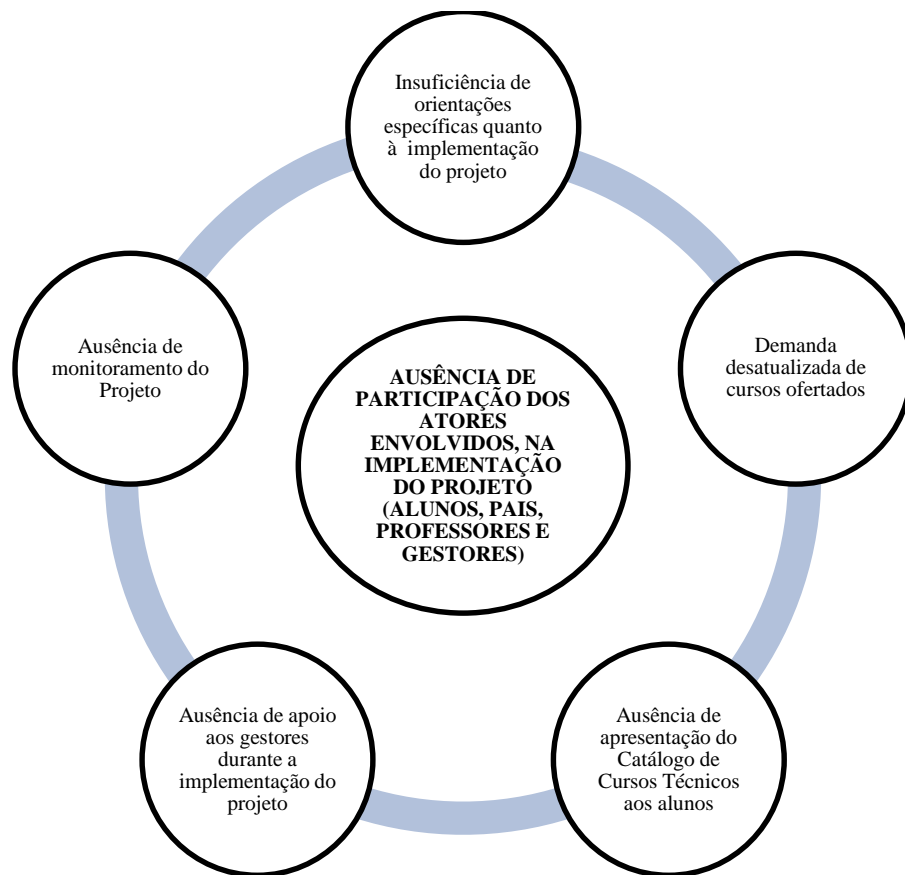 Insuficiência de
orientações
específicas quanto
à implementação
do projeto
Demanda
desatualizada de
cursos ofertados
Ausência de
apresentação do
Catálogo de
Cursos Técnicos
aos alunos
Ausência de apoio
aos gestores
durante a
implementação do
projeto
Ausência de
monitoramento do
Projeto
AUSÊNCIA DE
PARTICIPAÇÃO DOS
ATORES
ENVOLVIDOS, NA
IMPLEMENTAÇÃO
DO PROJETO
(ALUNOS, PAIS,
PROFESSORES E
GESTORES)